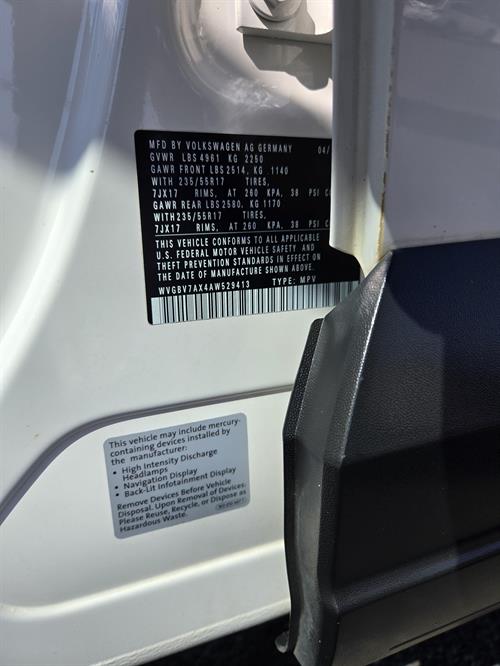 MFD BY VOLKSWAGEN AG GERMANY 04/
GVWR LBS 4961 KG 2250
GAWR FRONT LBS 2514, KG .1140
WITH 235/55R17 TIRES,
7JX17 RIMS, AT 260 KPA, 38 PSI C
GAWR REAR LBS 2580, KG 1170
WITH235/55R17 TIRES,
7JX17 RIMS, AT 260 KPA, 38 PSI C
THIS VEHICLE CONFORMS TO ALL APPLICABLE
U.S. FEDERAL MOTOR VEHICLE SAFETY AND
THEFT PREVENTION STANDARDS IN EFFECT ON
THE DATE OF MANUFACTURE SHOWN ABOVE.
WVGBV7AX4AW529413 TYPE: MPV
This vehicle may include mercury-
containing devices installed by
the manufacturer:
• High Intensity Discharge
Headlamps
• Navigation Display
• Back-Lit Infotainment Display
Remove Devices Before Vehicle
Disposal. Upon Removal of Devices:
Please Reuse, Recycle, or Dispose as
Hazardous Waste.